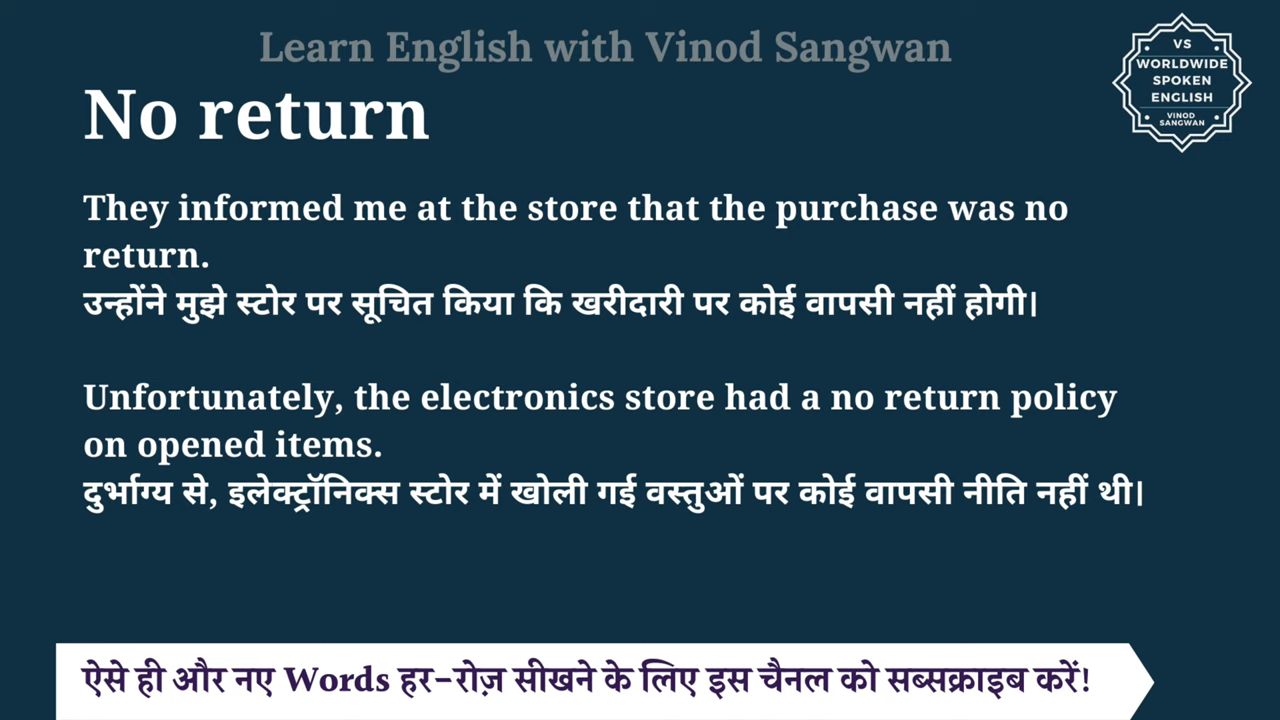 Learn English with Vinod Sangwan
VS
WORLDWIDE
SPOKEN
ENGLISH
VINOD
SANGWAN
No return
They informed me at the store that the purchase was no
return.
उन्होंने मुझे स्टोर पर सूचित किया कि खरीदारी पर कोई वापसी नहीं होगी।
Unfortunately, the electronics store had a no return policy
on opened items.
दुर्भाग्य से, इलेक्ट्रॉनिक्स स्टोर में खोली गई वस्तुओं पर कोई वापसी नीति नहीं थी।
ऐसे ही और नए Words हर-रोज़ सीखने के लिए इस चैनल को सब्सक्राइब करें!